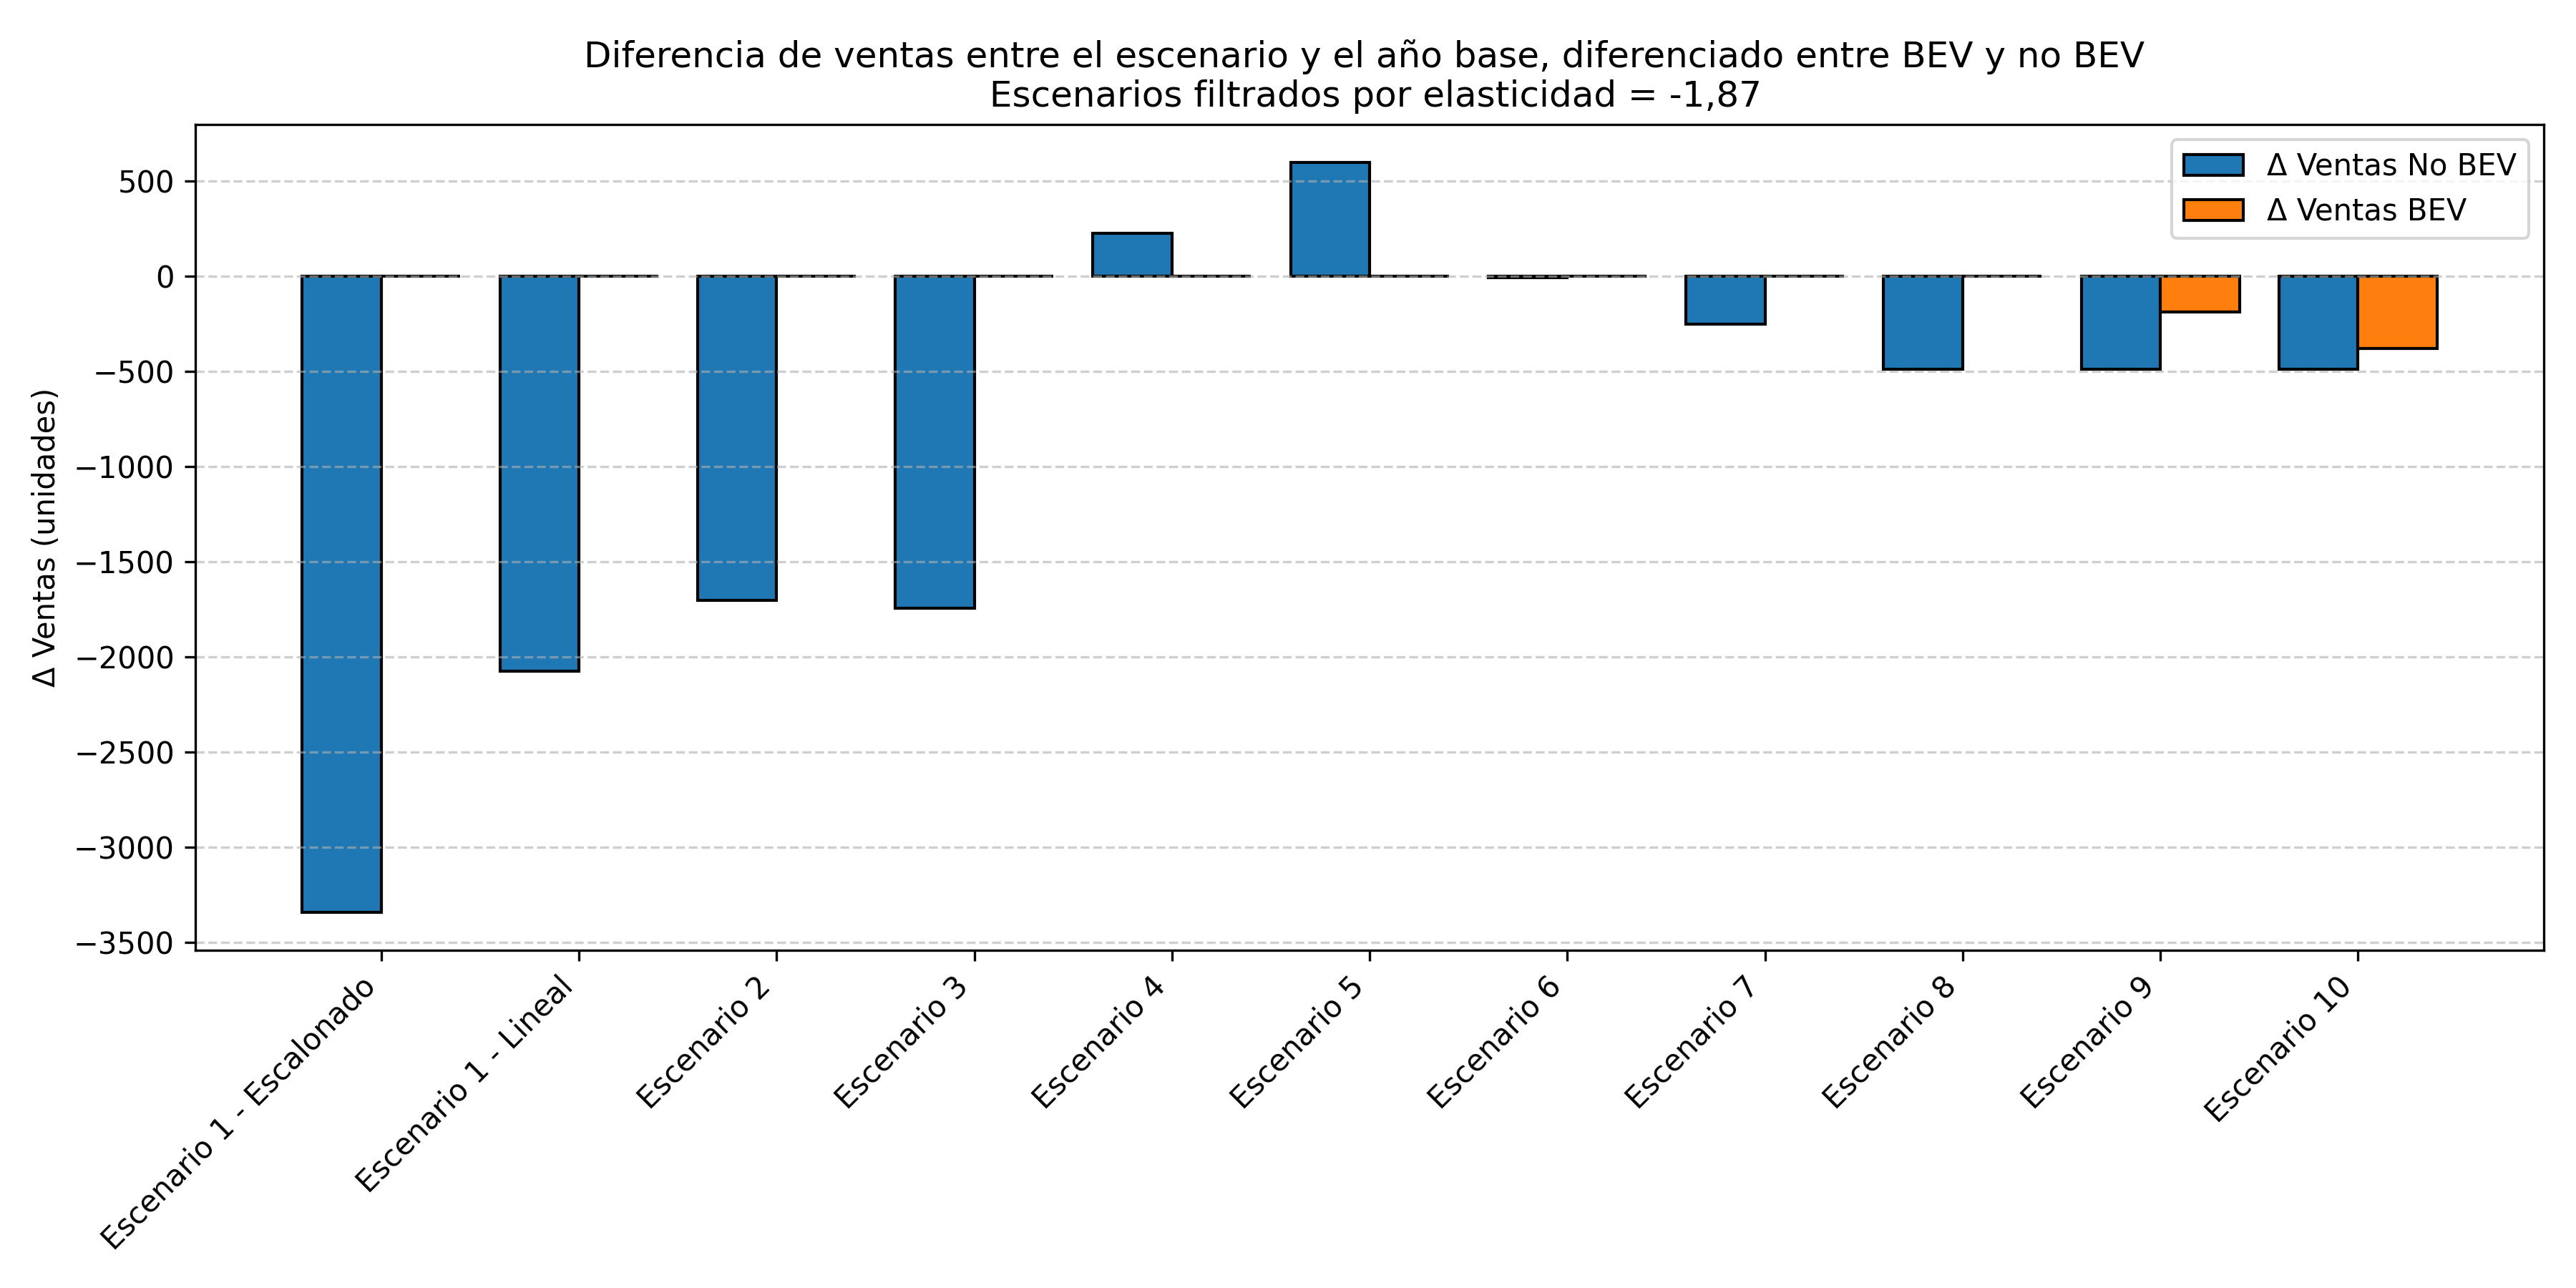 Diferencia de ventas entre el escenario y el año base, diferenciado entre BEV y no BEV
Escenarios filtrados por elasticidad = -1,87
Δ Ventas No BEV
Δ Ventas BEV
Δ Ventas (unidades)
500
0
−500
−1000
−1500
−2000
−2500
−3000
−3500
Escenario 1 - Escalonado
Escenario 1 - Lineal
Escenario 2
Escenario 3
Escenario 4
Escenario 5
Escenario 6
Escenario 7
Escenario 8
Escenario 9
Escenario 10